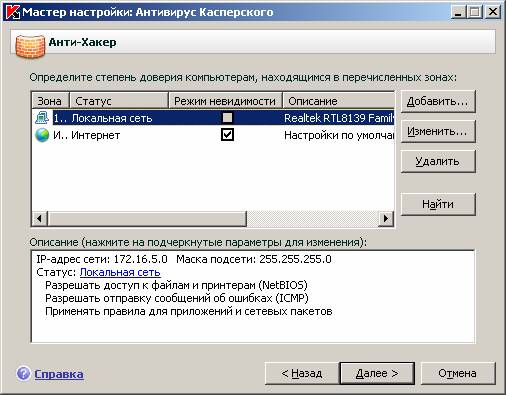 Мастер настройки: Антивирус Касперского
Анти-Хакер
Определите степень доверия компьютерам, находящимся в перечисленных зонах:
Зона Статус Режим невидимости Описание
1.. Локальная сеть Realtek RTL8139 Family
И.. Интернет Настройки по умолча
Добавить...
Изменить...
Удалить
Найти
Описание (нажмите на подчеркнутые параметры для изменения):
IP-адрес сети: 172.16.5.0 Маска подсети: 255.255.255.0
Статус: Локальная сеть
Разрешать доступ к файлам и принтерам (NetBIOS)
Разрешать отправку сообщений об ошибках (ICMP)
Применять правила для приложений и сетевых пакетов
Справка
< Назад Далее > Отмена